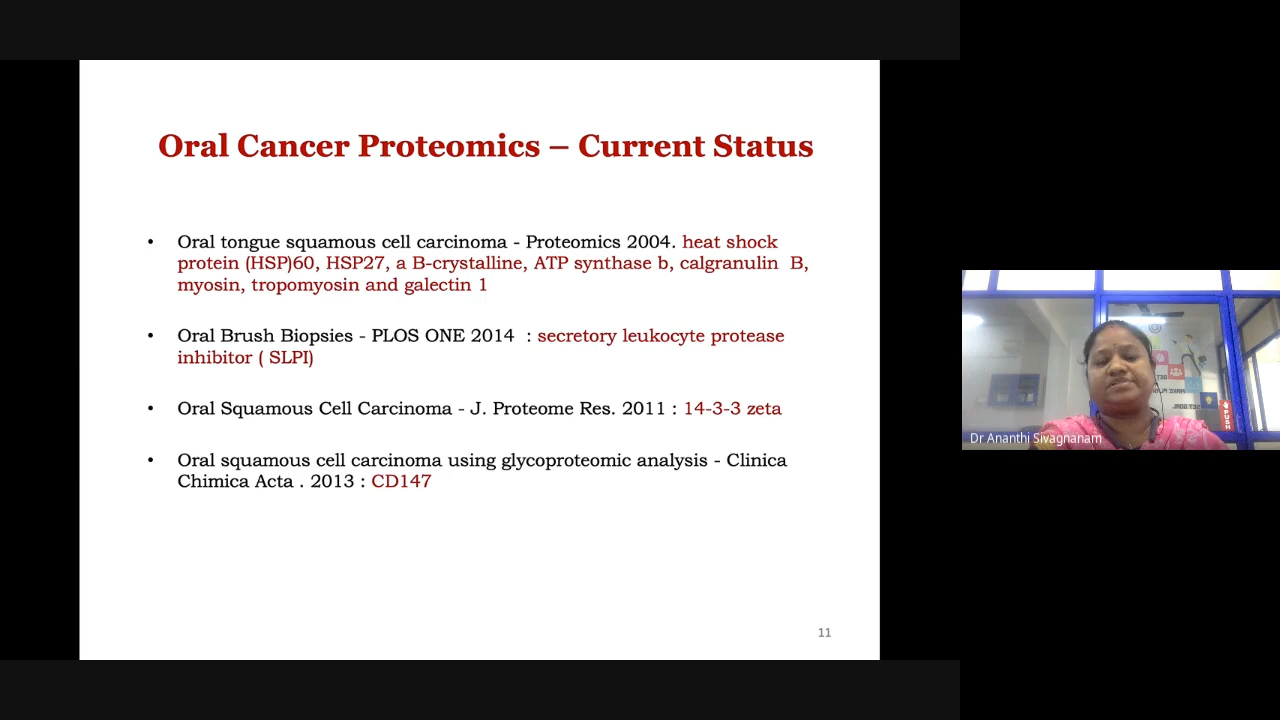 Oral Cancer Proteomics – Current Status
• Oral tongue squamous cell carcinoma - Proteomics 2004. heat shock
protein (HSP)60, HSP27, a B-crystalline, ATP synthase b, calgranulin B,
myosin, tropomyosin and galectin 1
• Oral Brush Biopsies - PLOS ONE 2014 : secretory leukocyte protease
inhibitor ( SLPI)
• Oral Squamous Cell Carcinoma - J. Proteome Res. 2011 : 14-3-3 zeta
• Oral squamous cell carcinoma using glycoproteomic analysis - Clinica
Chimica Acta . 2013 : CD147
11
Dr Ananthi Sivagnanam
PUSH